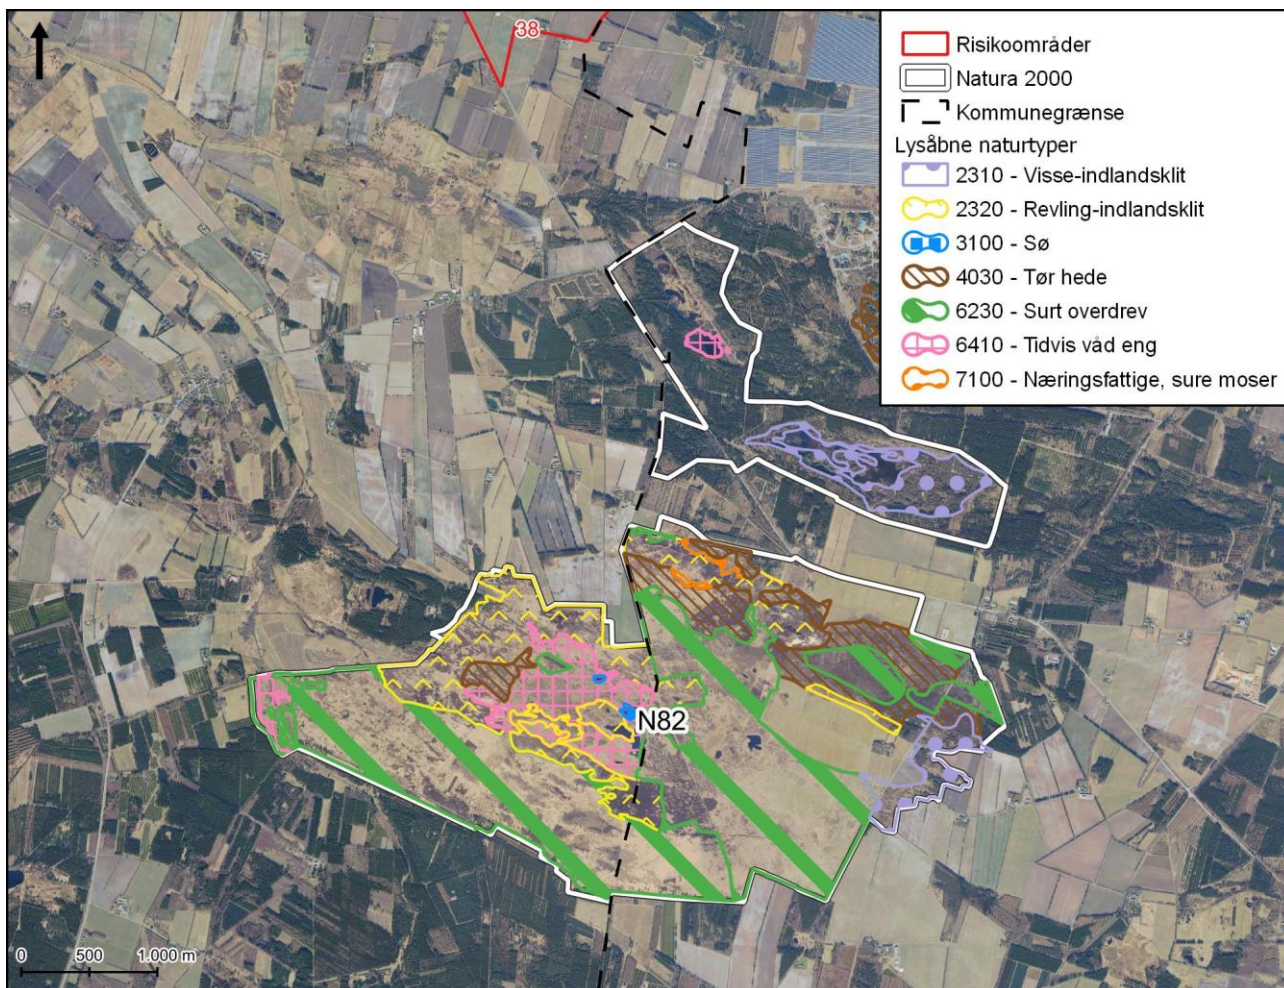 38
Risikoområder
Natura 2000
Kommunegrænse
Lysåbne naturtyper
2310 - Visse-indlandsklit
2320 - Revling-indlandsklit
3100 - Sø
4030 - Tør hede
6230 - Surt overdrev
6410 - Tidvis våd eng
7100 - Næringsfattige, sure moser
N82
0 500 1.000 m